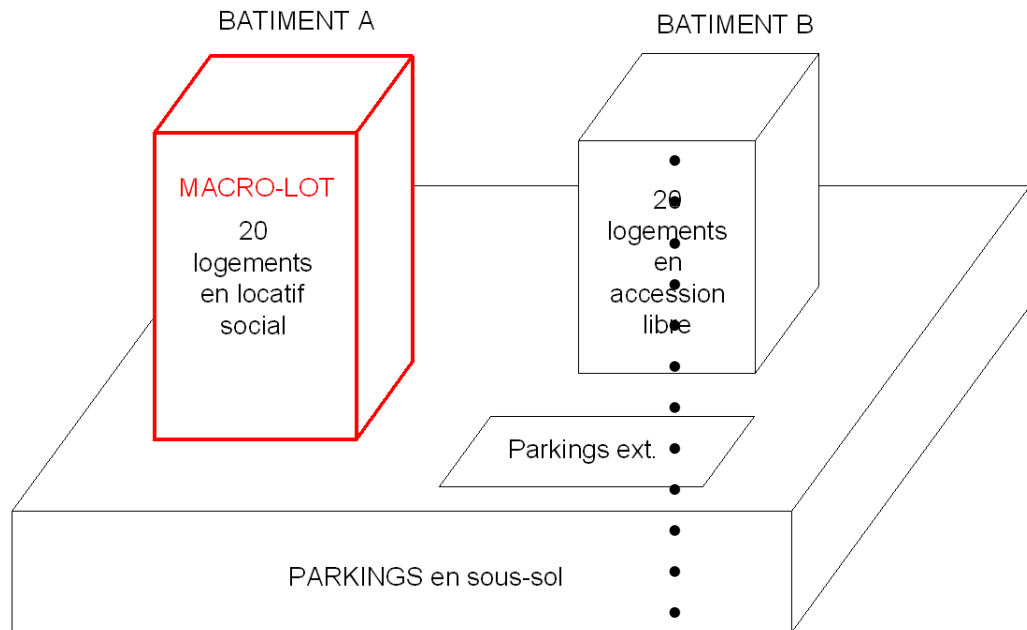 BATIMENT A
BATIMENT B
MACRO-LOT
20
logements
en locatif
social
20
logements
en
accession
libre
Parkings ext.
PARKINGS en sous-sol